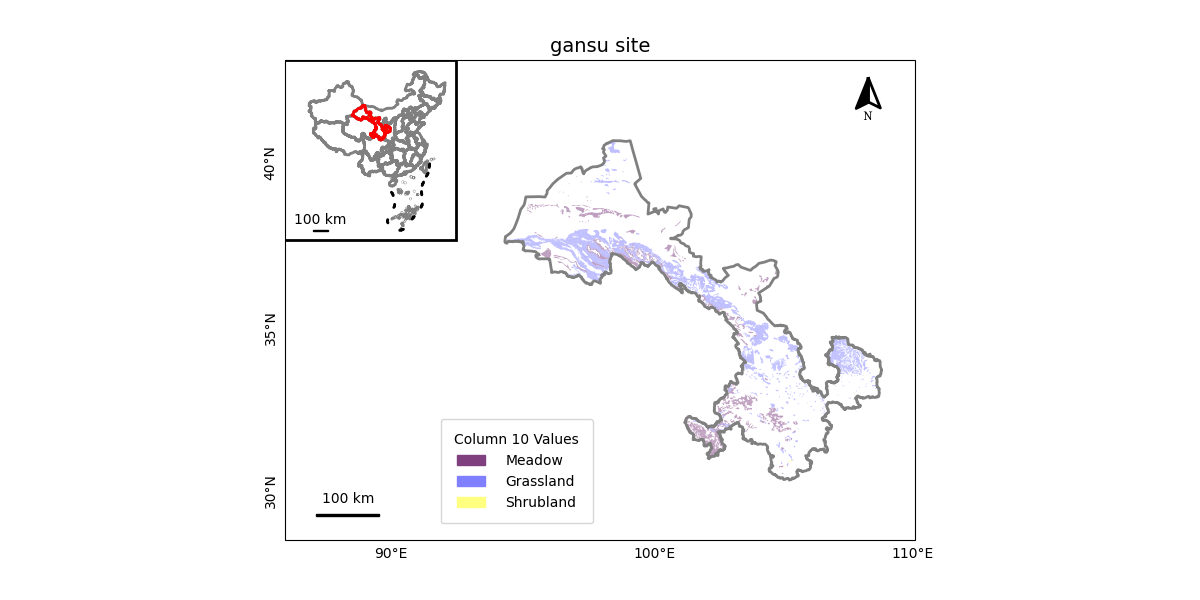 gansu site
N
100 km
40°N
35°N
30°N
Column 10 Values
Meadow
Grassland
Shrubland
100 km
90°E
100°E
110°E